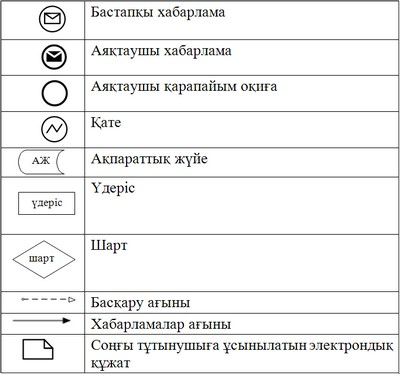 Бастапқы хабарлама
Аяқтаушы хабарлама
Аяқтаушы қарапайым оқиға
Қате
АЖ Ақпараттық жүйе
Үдеріс
үдеріс
Шарт
шарт
Басқару ағыны
Хабарламалар ағыны
Соңғы тұтынушыға ұсынылатын электрондық
құжат